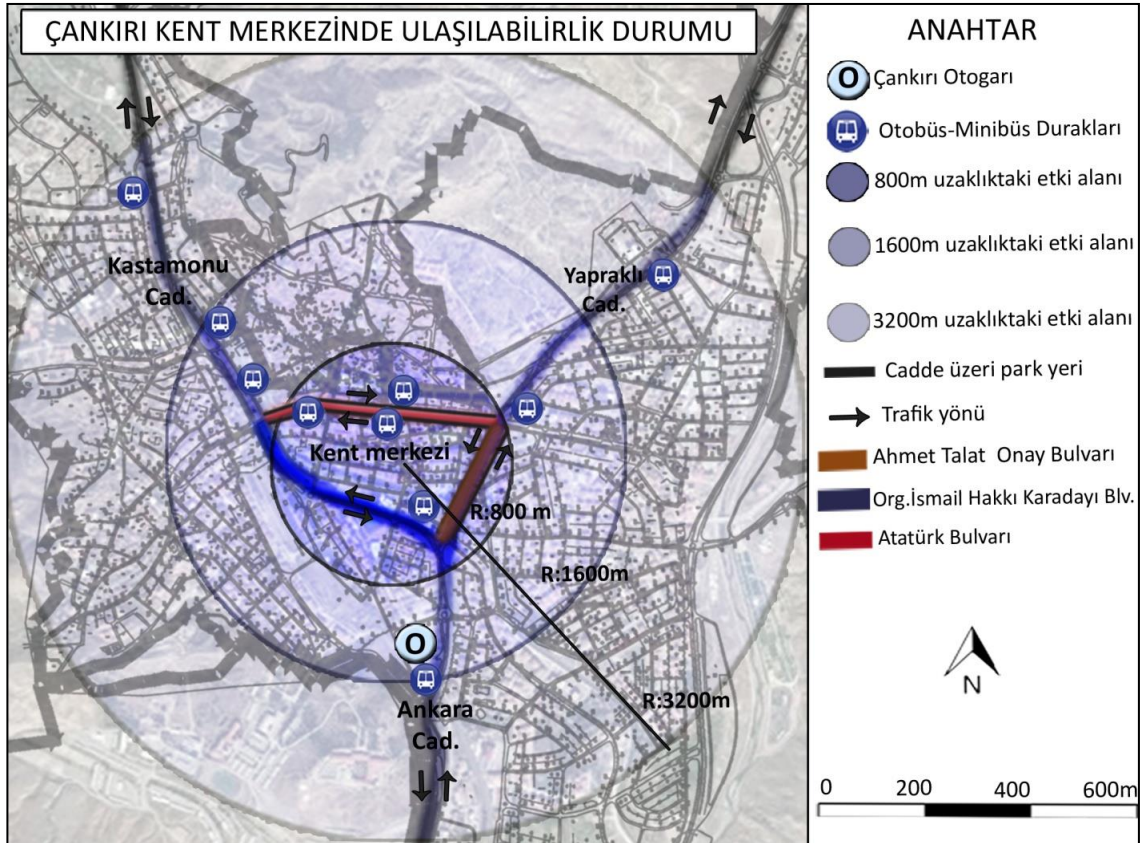 ÇANKIRI KENT MERKEZİNDE ULAŞILABİLİRLİK DURUMU
Kastamonu
Cad.
Yapraklı
Cad.
Kent merkezi
R:800 m
R:1600m
O
R:3200m
Ankara
Cad.
ANAHTAR
O Çankırı Otogarı
Otobüs-Minibüs Durakları
800m uzaklıktaki etki alanı
1600m uzaklıktaki etki alanı
3200m uzaklıktaki etki alanı
Cadde üzeri park yeri
Trafik yönü
Ahmet Talat Onay Bulvarı
Org.İsmail Hakkı Karadayı Blv.
Atatürk Bulvarı
N
0 200 400 600m